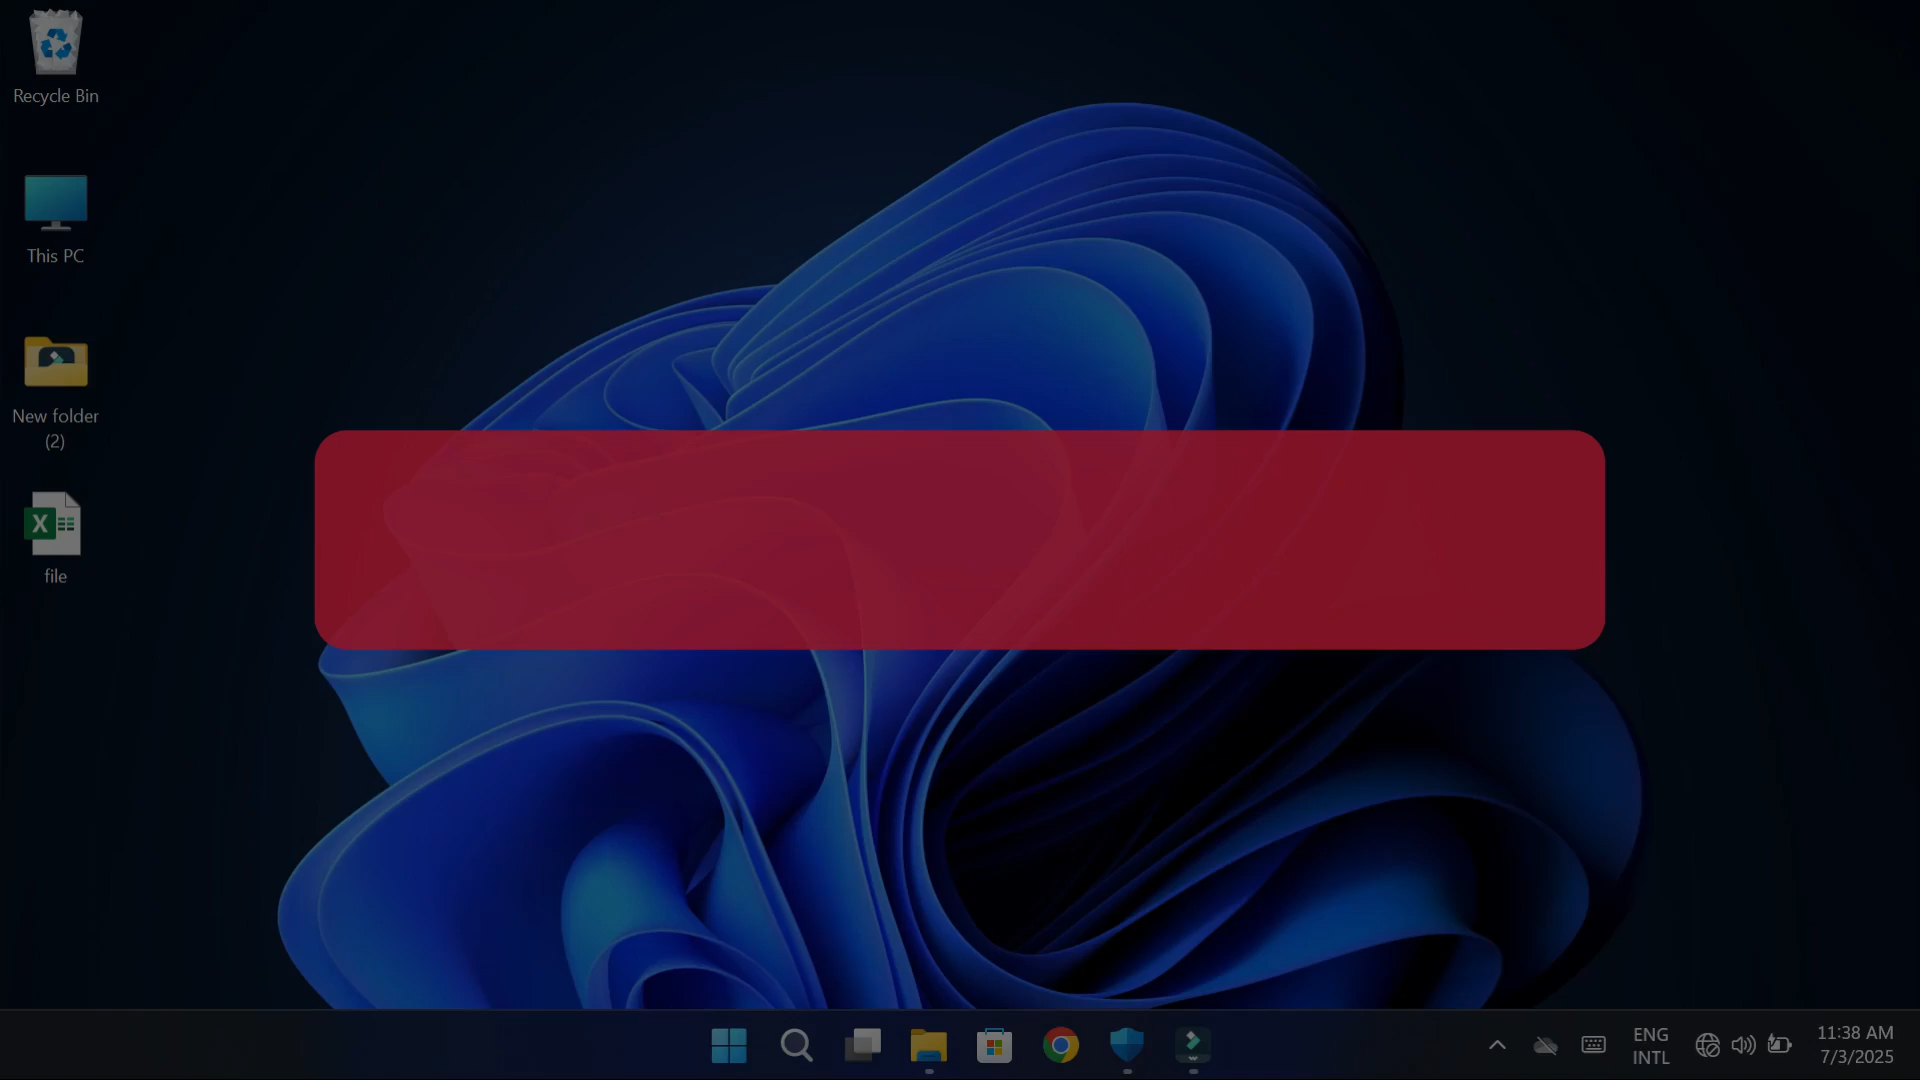 Recycle Bin
This PC
New folder
(2)
X
file
ENG
INTL
11:38 AM
7/3/2025